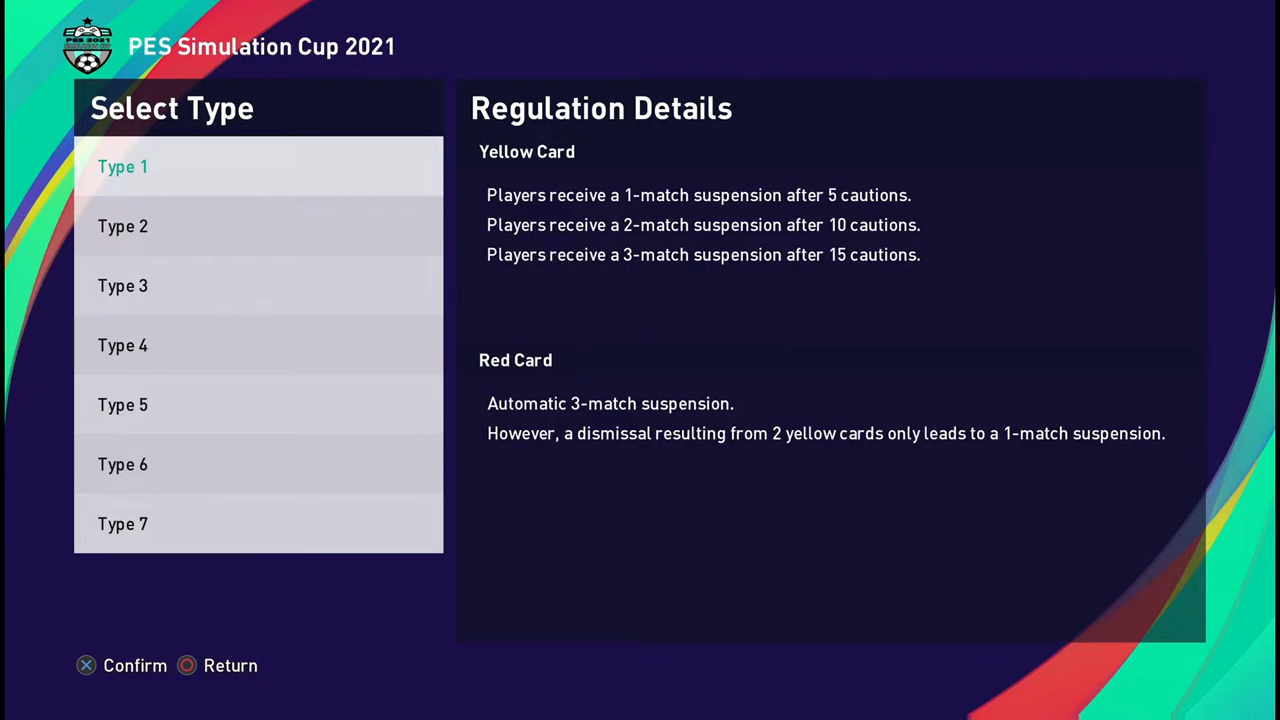 PES 2021
PES Simulation Cup 2021
Select Type
Type 1
Type 2
Type 3
Type 4
Type 5
Type 6
Type 7
Regulation Details
Yellow Card
Players receive a 1-match suspension after 5 cautions.
Players receive a 2-match suspension after 10 cautions.
Players receive a 3-match suspension after 15 cautions.
Red Card
Automatic 3-match suspension.
However, a dismissal resulting from 2 yellow cards only leads to a 1-match suspension.
Confirm Return